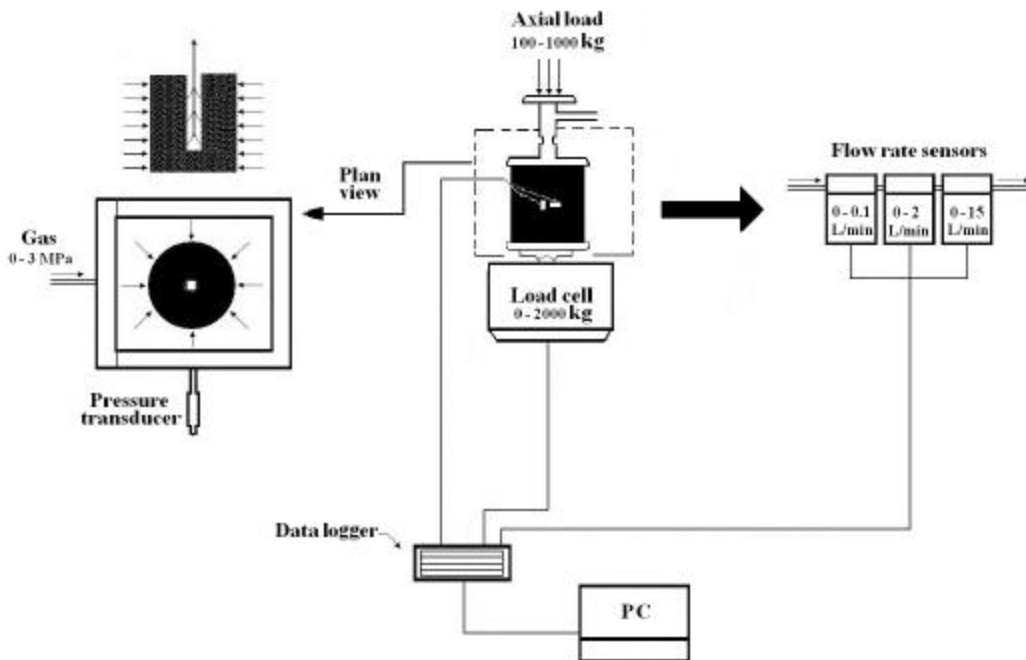 Axial load
100 - 1000 kg
Plan
view
Flow rate sensors
Gas
0 - 3 MPa
0 - 0.1
L/min
0 - 2
L/min
0 - 15
L/min
Load cell
0 - 2000 kg
Pressure
transducer
Data logger
PC